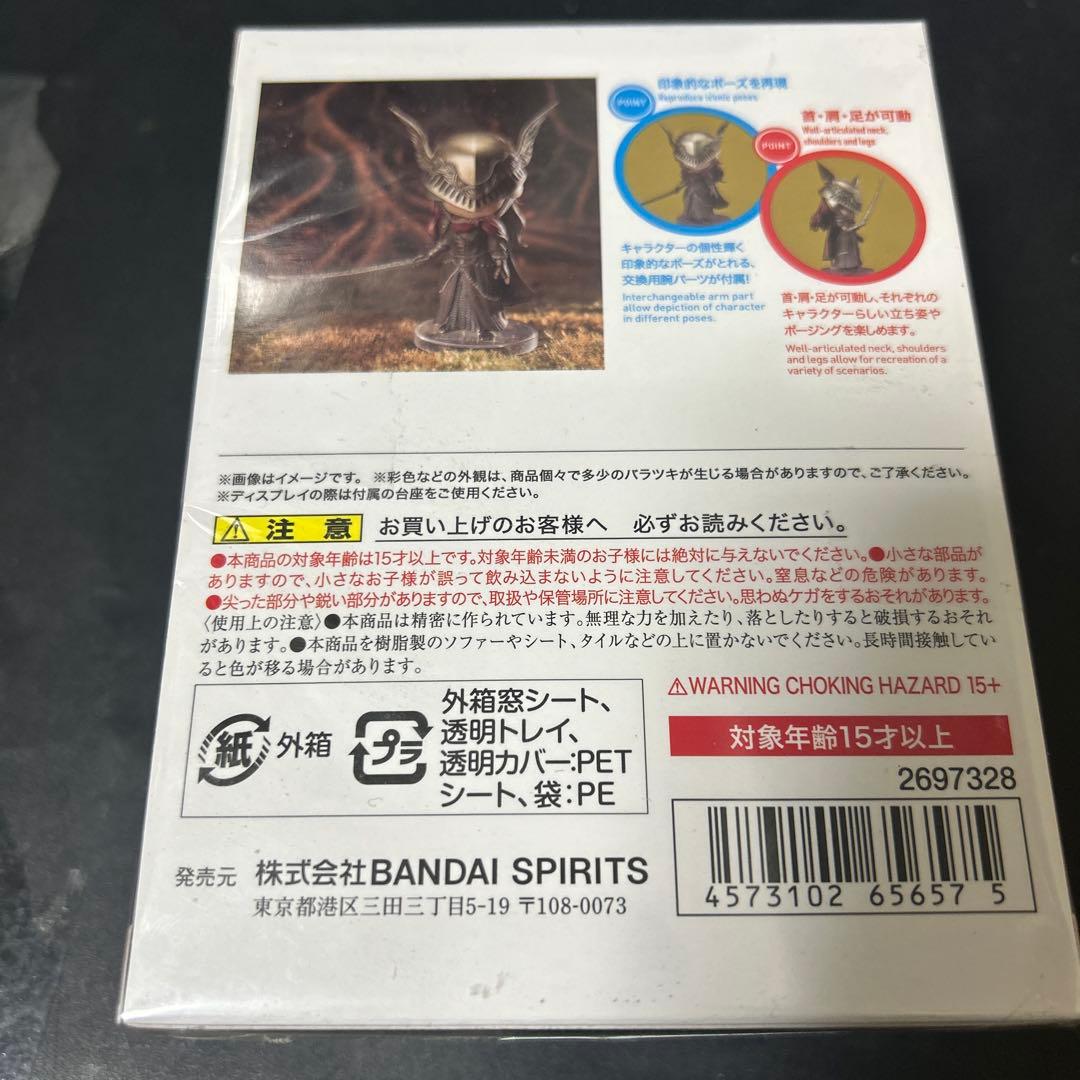 印象的なポーズを再現
POINT
Reproduce iconic poses
首・肩・足が可動
Well-articulated neck,
shoulders and legs
POINT
キャラクターの個性輝く
印象的なポーズがとれる、
交換用腕パーツが付属!
Interchangeable arm part
allow depiction of character
in different poses.
首・肩・足が可動し、それぞれの
キャラクターらしい立ち姿や
ポージングを楽しめます。
Well-articulated neck, shoulders
and legs allow for recreation of a
variety of scenarios.
※画像はイメージです。 ※彩色などの外観は、商品個々で多少のバラツキが生じる場合がありますので、ご了承ください。
※ディスプレイの際は付属の台座をご使用ください。
注意 お買い上げのお客様へ 必ずお読みください。
●本商品の対象年齢は15才以上です。対象年齢未満のお子様には絶対に与えないでください。●小さな部品が
ありますので、小さなお子様が誤って飲み込まないように注意してください。窒息などの危険があります。
●尖った部分や鋭い部分がありますので、取扱や保管場所に注意してください。思わぬケガをするおそれがあります。
〈使用上の注意〉●本商品は精密に作られています。無理な力を加えたり、落としたりすると破損するおそれ
があります。●本商品を樹脂製のソファーやシート、タイルなどの上に置かないでください。長時間接触してい
ると色が移る場合があります。
紙 外箱
プラ
外箱窓シート、
透明トレイ、
透明カバー:PET
シート、袋:PE
⚠WARNING CHOKING HAZARD 15+
対象年齢15才以上
2697328
4573102 65657 5
発売元 株式会社BANDAI SPIRITS
東京都港区三田三丁目5-19 〒108-0073